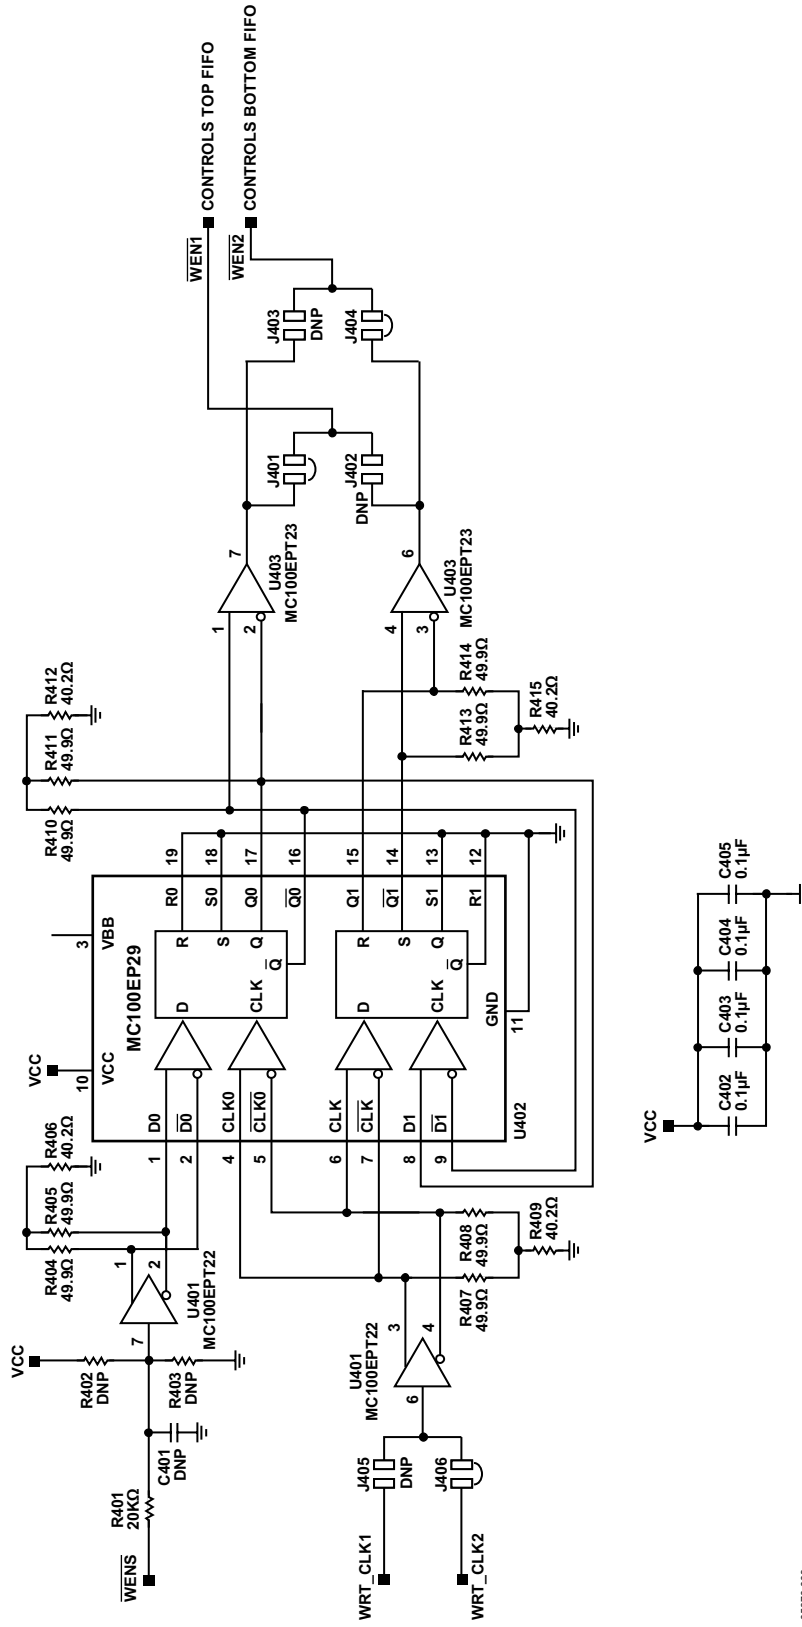 WENS
R401
20KΩ
C401
DNP
VCC
R402
DNP
R403
DNP
7
U401
MC100EPT22
1
2
R404
49.9Ω
R405
49.9Ω
R406
40.2Ω
WRT_CLK1
WRT_CLK2
J405
DNP
J406
6
U401
MC100EPT22
3
4
R407
49.9Ω
R408
49.9Ω
R409
40.2Ω
VCC
10
3
VCC
VBB
MC100EP29
1
D0
2
D0
4
CLK0
5
CLK0
6
CLK
7
CLK
8
D1
9
D1
D
R
S
CLK
Q
Q
D
R
S
CLK
Q
Q
R0
19
S0
18
Q0
17
Q0
16
Q1
15
Q1
14
S1
13
R1
12
GND
11
U402
R410
49.9Ω
R411
49.9Ω
R412
40.2Ω
R413
49.9Ω
R414
49.9Ω
R415
40.2Ω
1
2
7
U403
MC100EPT23
4
3
6
U403
MC100EPT23
J401
J402
DNP
J403
DNP
J404
WEN1
CONTROLS TOP FIFO
WEN2
CONTROLS BOTTOM FIFO
VCC
C402
0.1µF
C403
0.1µF
C404
0.1µF
C405
0.1µF